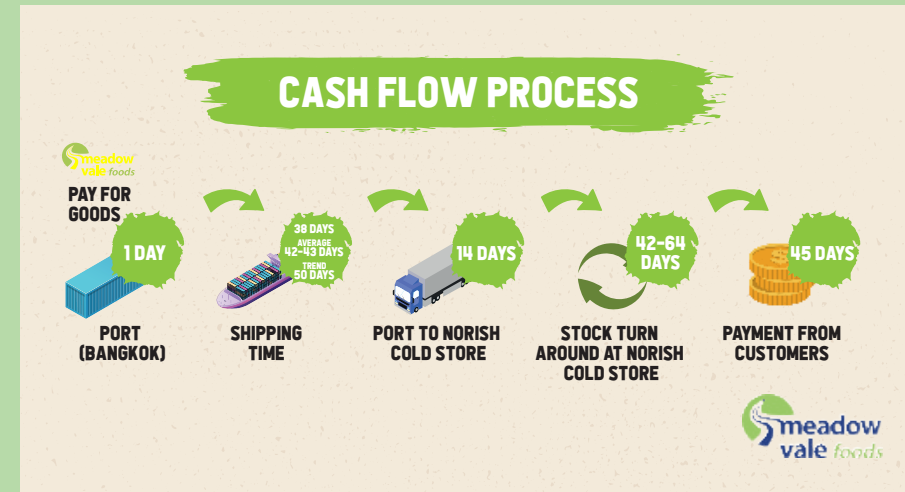 CASH FLOW PROCESS
meadow
vale foods
PAY FOR
GOODS
1 DAY
PORT
(BANGKOK)
38 DAYS
AVERAGE
42-43 DAYS
TREND
50 DAYS
SHIPPING
TIME
14 DAYS
PORT TO NORISH
COLD STORE
42-64
DAYS
STOCK TURN
AROUND AT NORISH
COLD STORE
45 DAYS
PAYMENT FROM
CUSTOMERS
meadow
vale foods